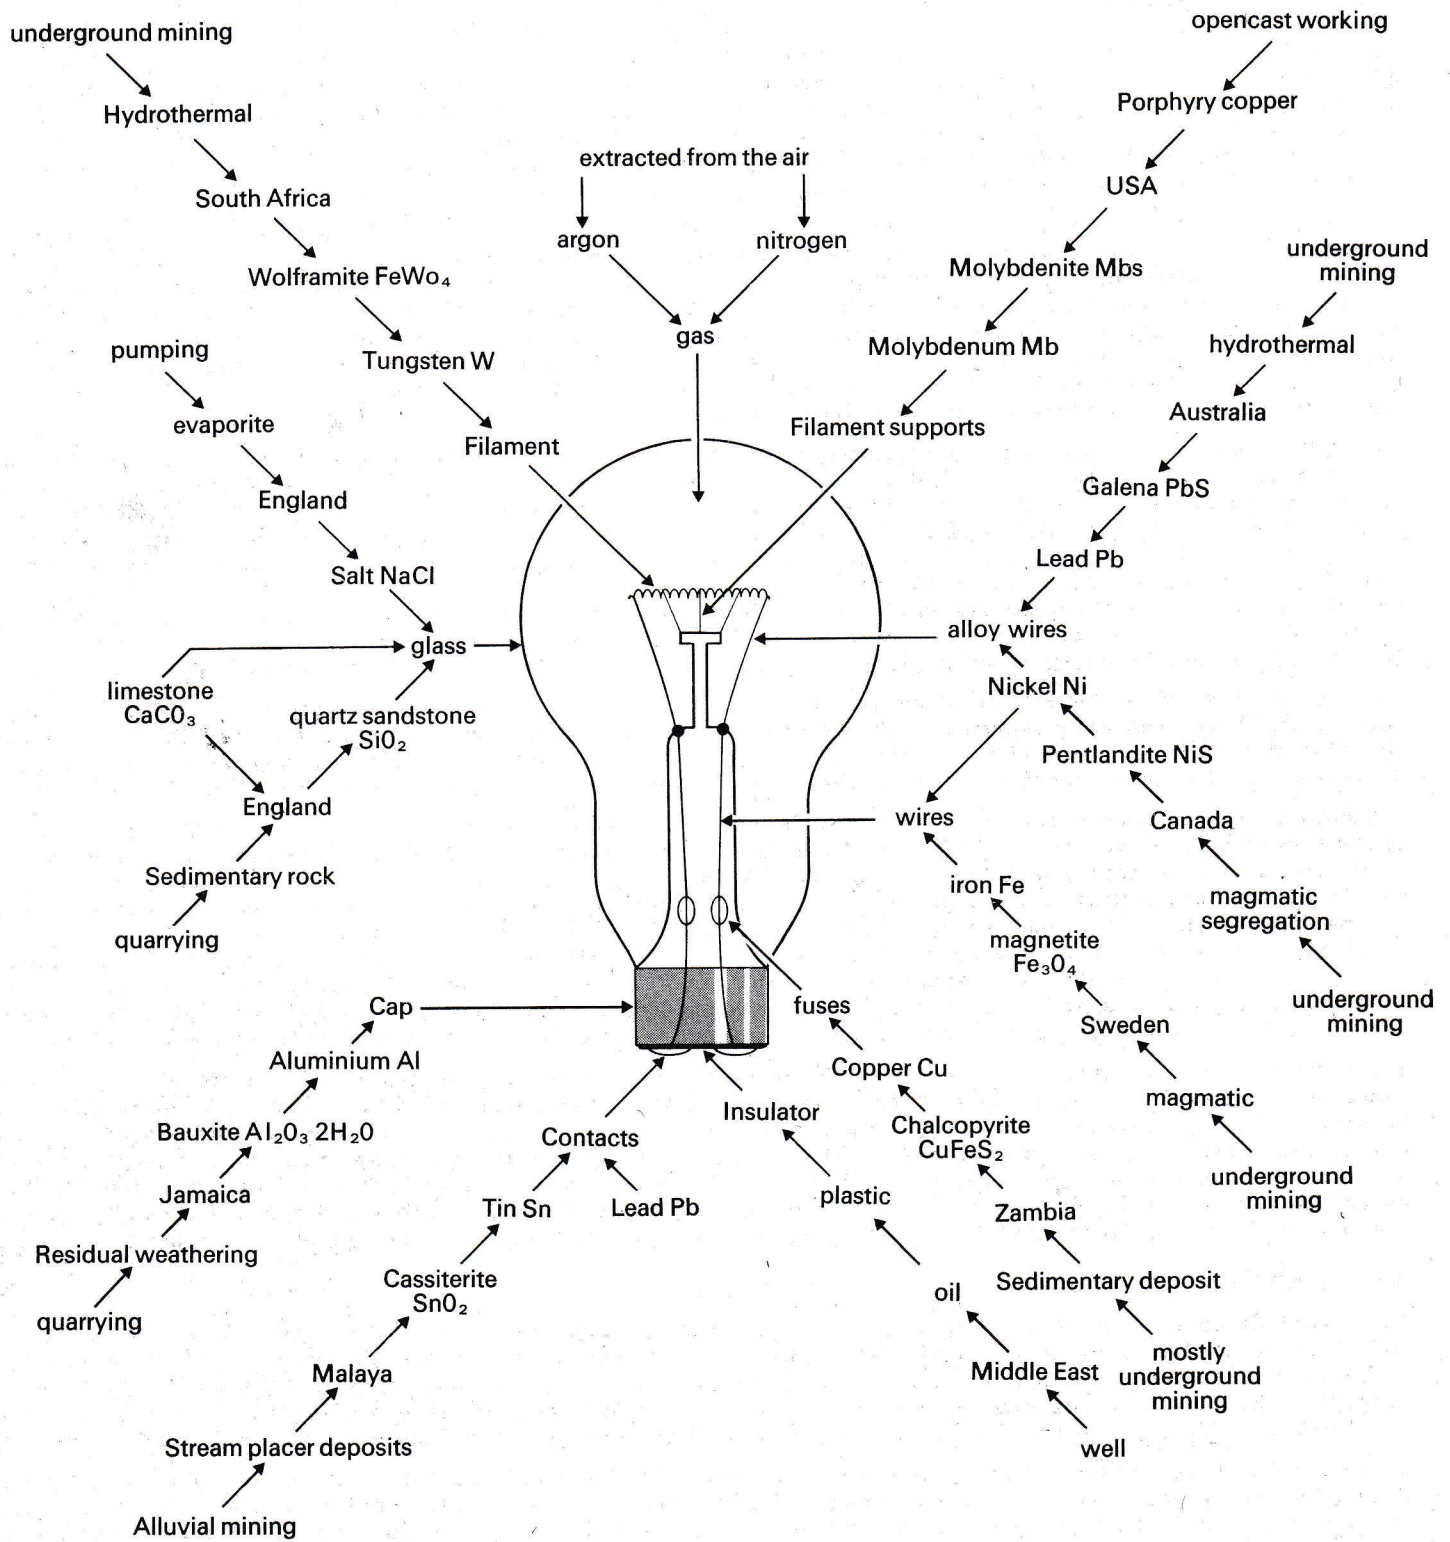 underground mining
Hydrothermal
South Africa
Wolframite FeWo₄
Tungsten W
Filament
pumping
evaporite
England
Salt NaCl
glass
limestone
CaCO₃
quartz sandstone
SiO₂
England
Sedimentary rock
quarrying
extracted from the air
argon
nitrogen
gas
opencast working
Porphyry copper
USA
Molybdenite Mbs
Molybdenum Mb
Filament supports
underground
mining
hydrothermal
Australia
Galena PbS
Lead Pb
alloy wires
Nickel Ni
Pentlandite NiS
Canada
magmatic
segregation
underground
mining
wires
iron Fe
magnetite
Fe₃O₄
Sweden
magmatic
underground
mining
fuses
Copper Cu
Chalcopyrite
CuFeS₂
Zambia
Sedimentary deposit
mostly
underground
mining
Insulator
plastic
oil
Middle East
well
Contacts
Lead Pb
Tin Sn
Cassiterite
SnO₂
Malaya
Stream placer deposits
Alluvial mining
Cap
Aluminium Al
Bauxite Al₂O₃ 2H₂O
Jamaica
Residual weathering
quarrying